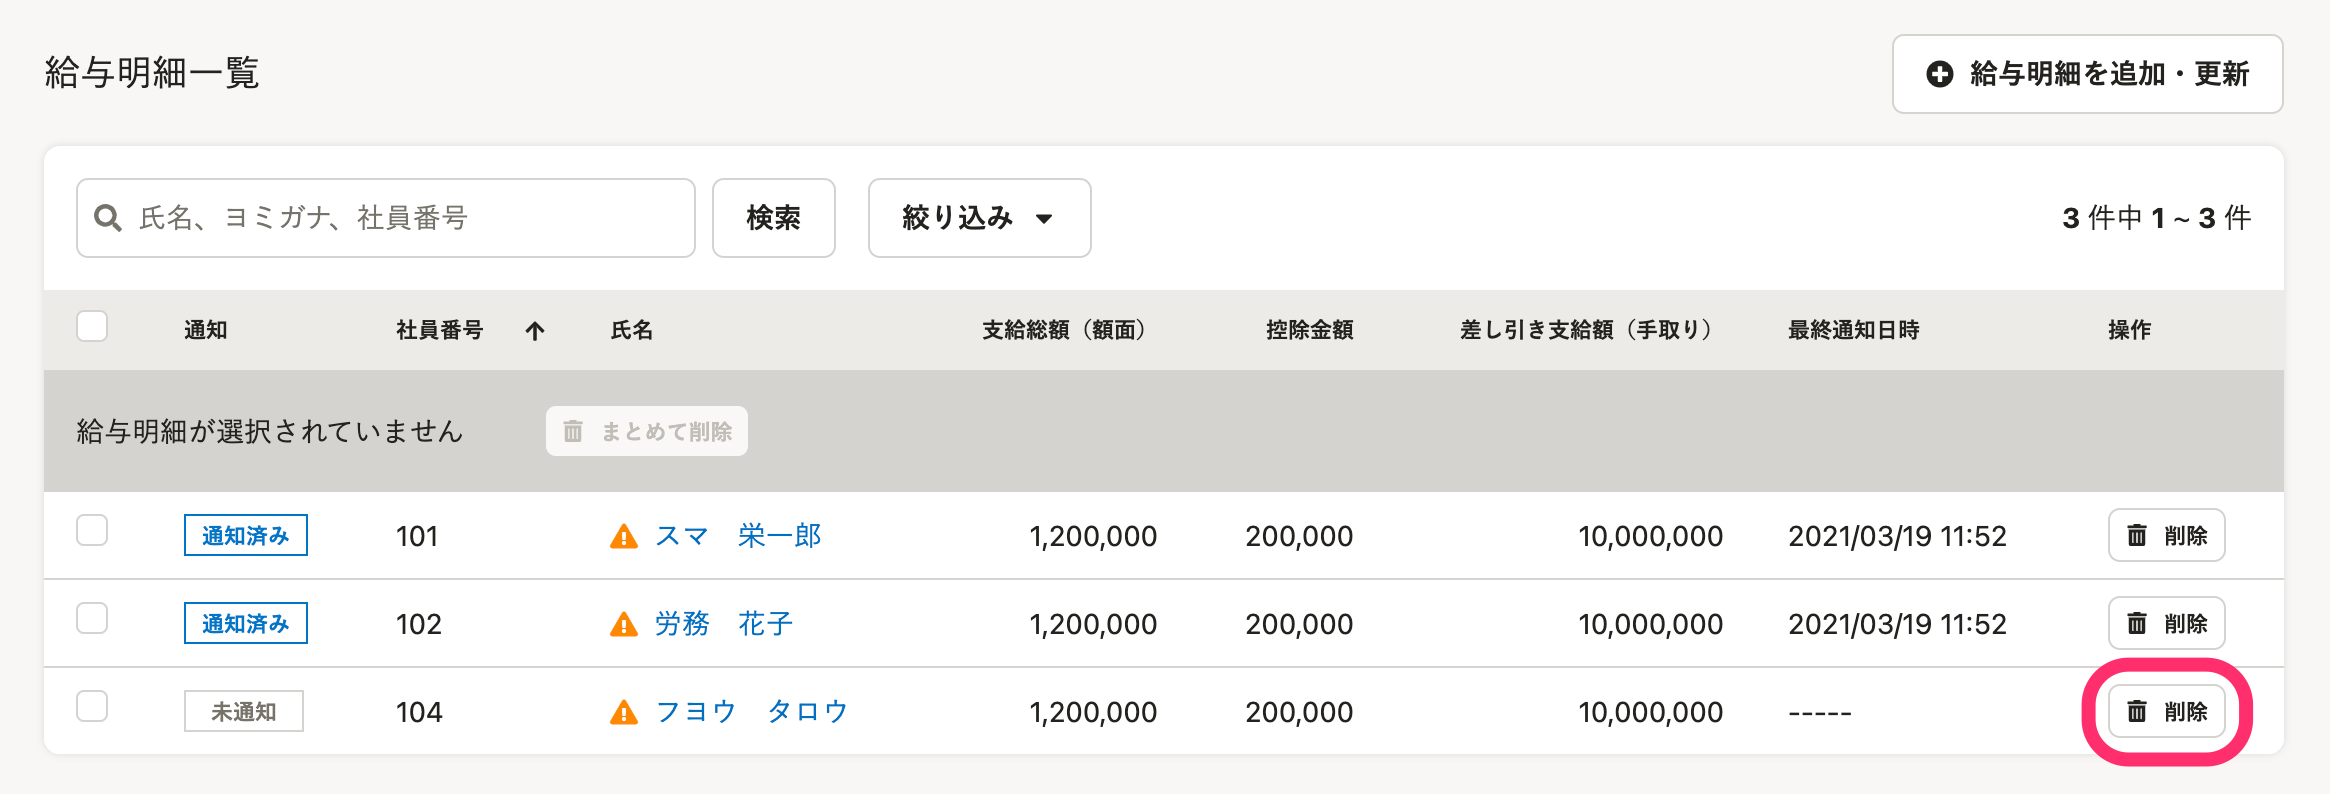 給与明細一覧
給与明細を追加・更新
氏名、ヨミガナ、社員番号 検索 絞り込み 3 件中 1 ~ 3 件
通知 社員番号 氏名 支給総額（額面） 控除金額 差し引き支給額（手取り） 最終通知日時 操作
給与明細が選択されていません まとめて削除
通知済み 101 スマ　栄一郎 1,200,000 200,000 10,000,000 2021/03/19 11:52 削除
通知済み 102 労務　花子 1,200,000 200,000 10,000,000 2021/03/19 11:52 削除
未通知 104 フヨウ　タロウ 1,200,000 200,000 10,000,000 ----- 削除